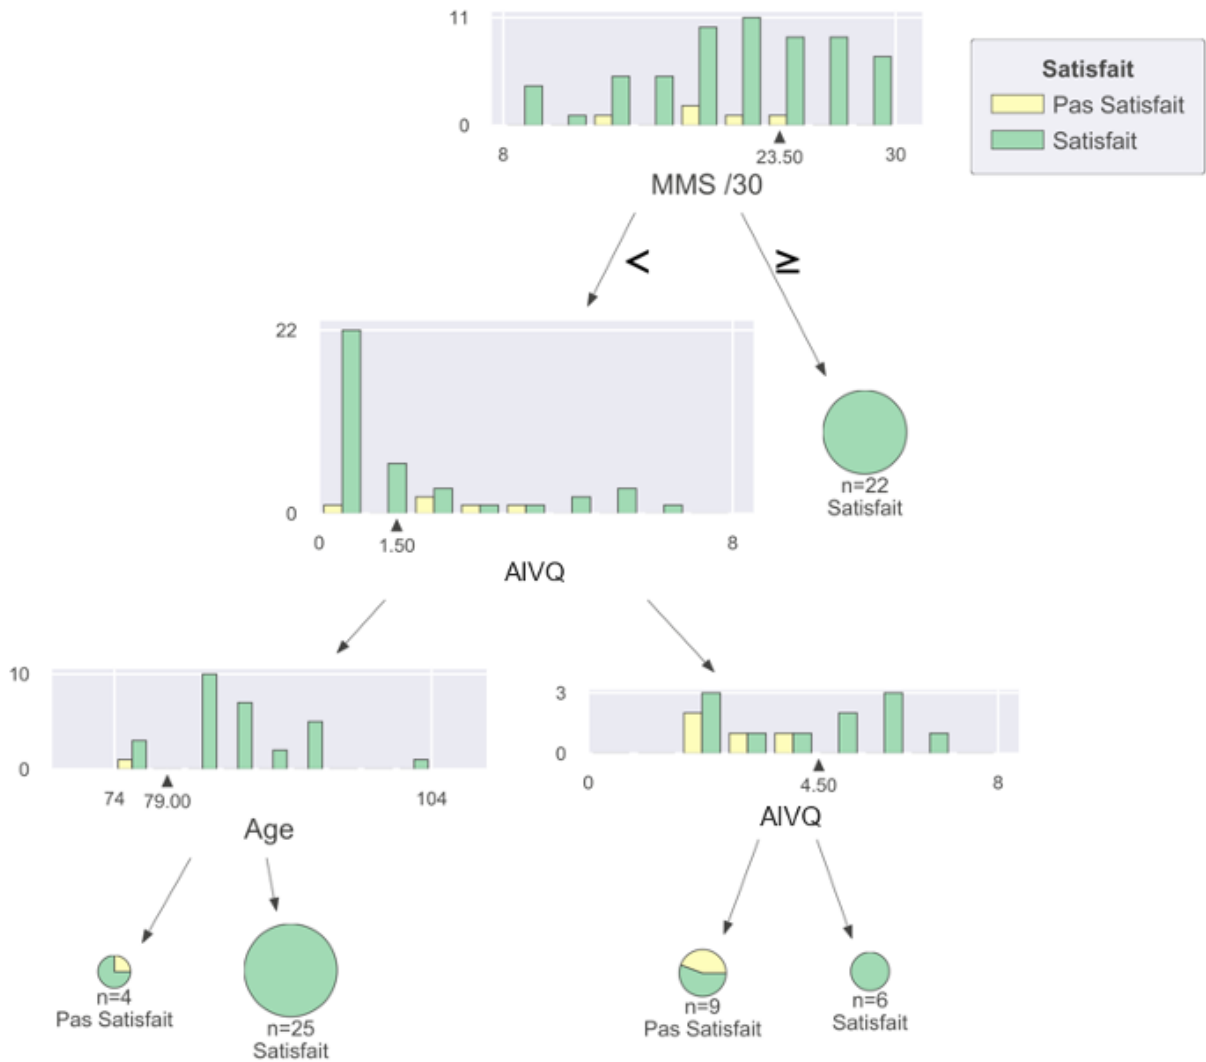 11
0
8
23.50
30
MMS /30
Satisfait
Pas Satisfait
Satisfait
<
≥
22
0
0
1.50
8
AIVQ
n=22
Satisfait
10
0
74
79.00
104
Age
3
0
0
4.50
8
AIVQ
n=4
Pas Satisfait
n=25
Satisfait
n=9
Pas Satisfait
n=6
Satisfait